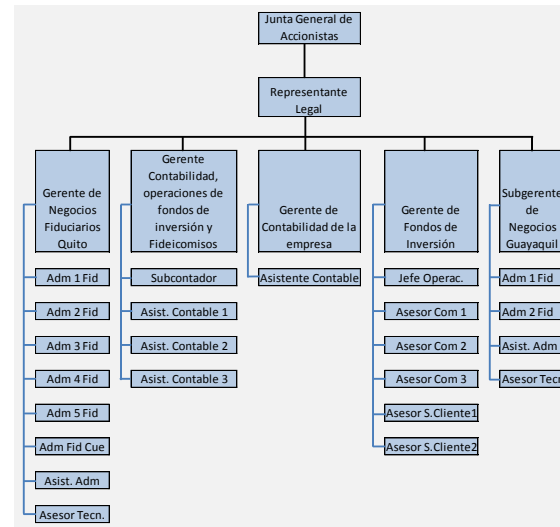 Junta General de
Accionistas
Representante
Legal
Gerente de
Negocios
Fiduciarios
Quito
Gerente
Contabilidad,
operaciones de
fondos de
inversión y
Fideicomisos
Gerente de
Contabilidad de la
empresa
Gerente de
Fondos de
Inversión
Subgerente
de
Negocios
Guayaquil
Adm 1 Fid
Adm 2 Fid
Adm 3 Fid
Adm 4 Fid
Adm 5 Fid
Adm Fid Cue
Asist. Adm
Asesor Tecn.
Subcontador
Asist. Contable 1
Asist. Contable 2
Asist. Contable 3
Asistente Contable
Jefe Operac.
Asesor Com 1
Asesor Com 2
Asesor Com 3
Asesor S.Cliente1
Asesor S.Cliente2
Adm 1 Fid
Adm 2 Fid
Asist. Adm
Asesor Tecn